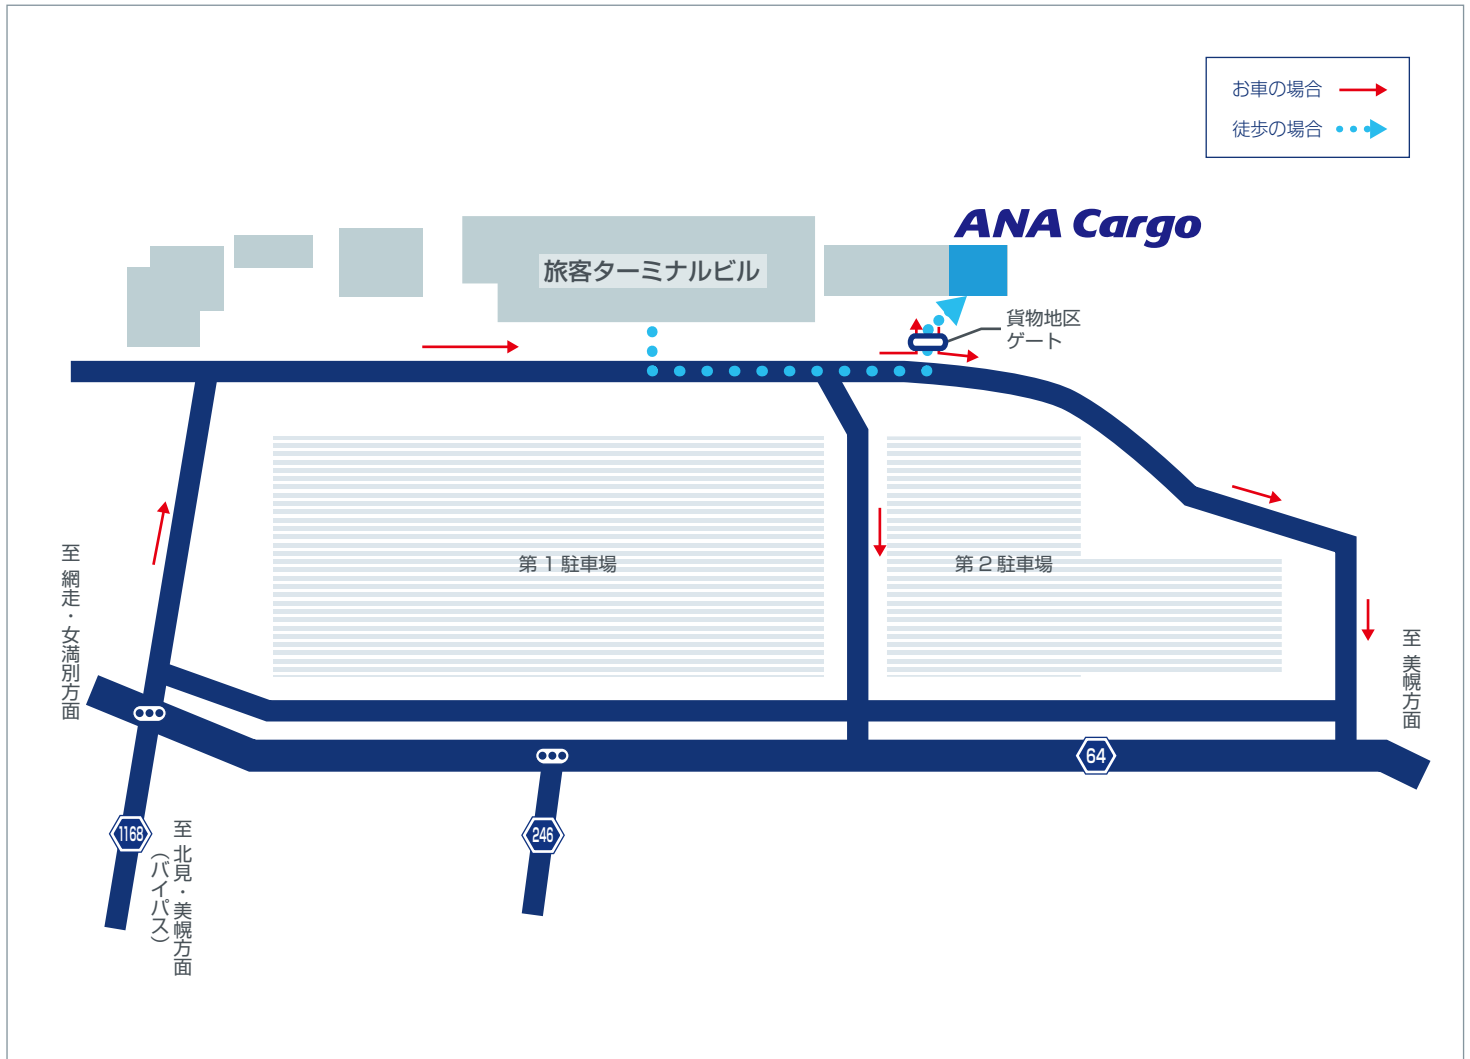 お車の場合
徒歩の場合
ANA Cargo
旅客ターミナルビル
貨物地区
ゲート
第1駐車場
第2駐車場
至 網走・女満別方面
至 美幌方面
64
1168
246
至 北見・美幌方面
(バイパス)